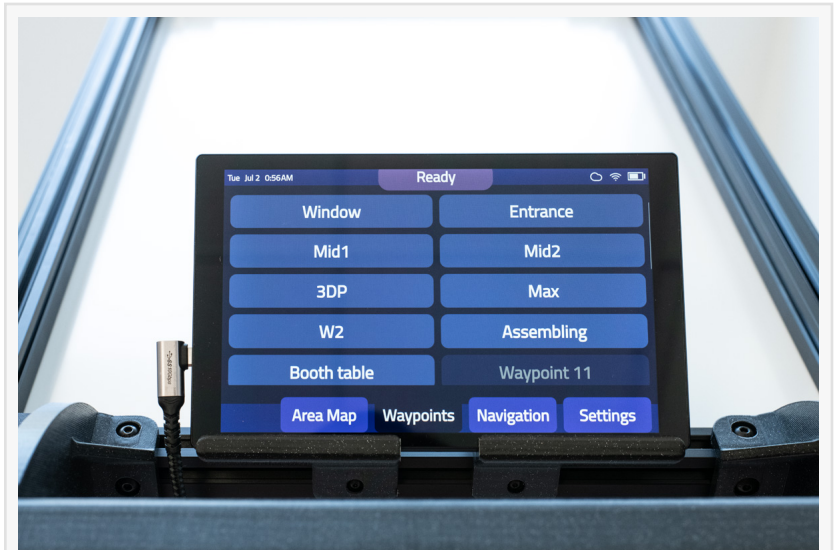 Tue Jul 2 0:56AM Ready
Window Entrance
Mid1 Mid2
3DP Max
W2 Assembling
Booth table Waypoint 11
Area Map Waypoints Navigation Settings